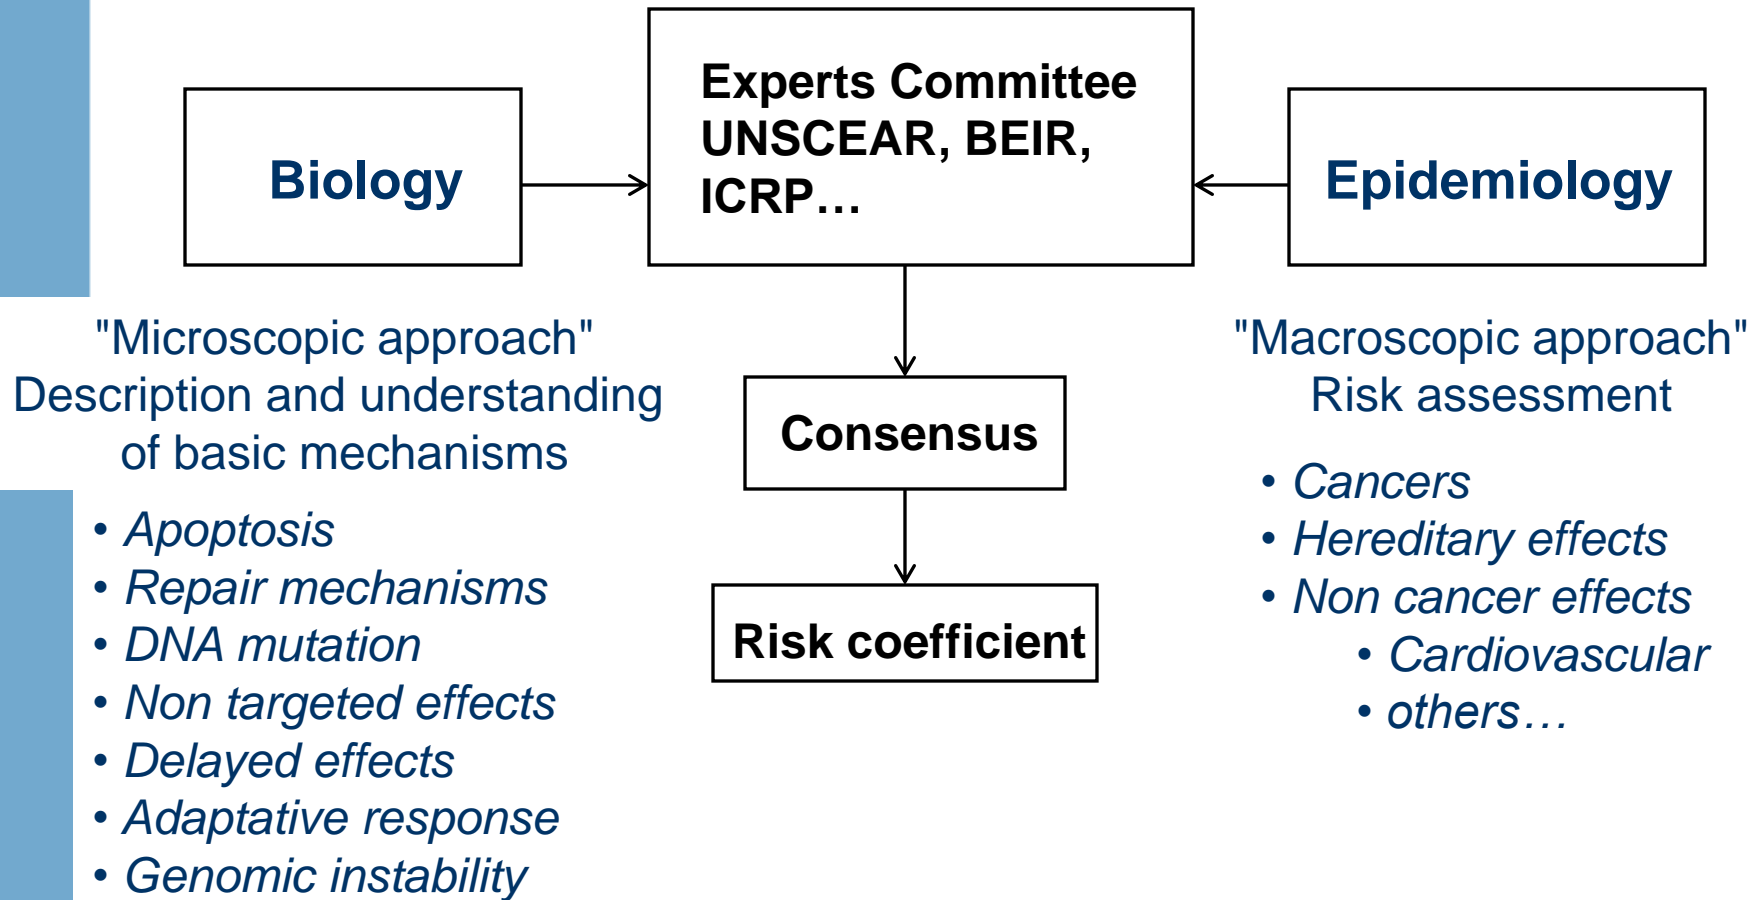 Biology
Experts Committee
UNSCEAR, BEIR,
ICRP…
Epidemiology
"Microscopic approach"
Description and understanding
of basic mechanisms
• Apoptosis
• Repair mechanisms
• DNA mutation
• Non targeted effects
• Delayed effects
• Adaptative response
• Genomic instability
Consensus
Risk coefficient
"Macroscopic approach"
Risk assessment
• Cancers
• Hereditary effects
• Non cancer effects
• Cardiovascular
• others…